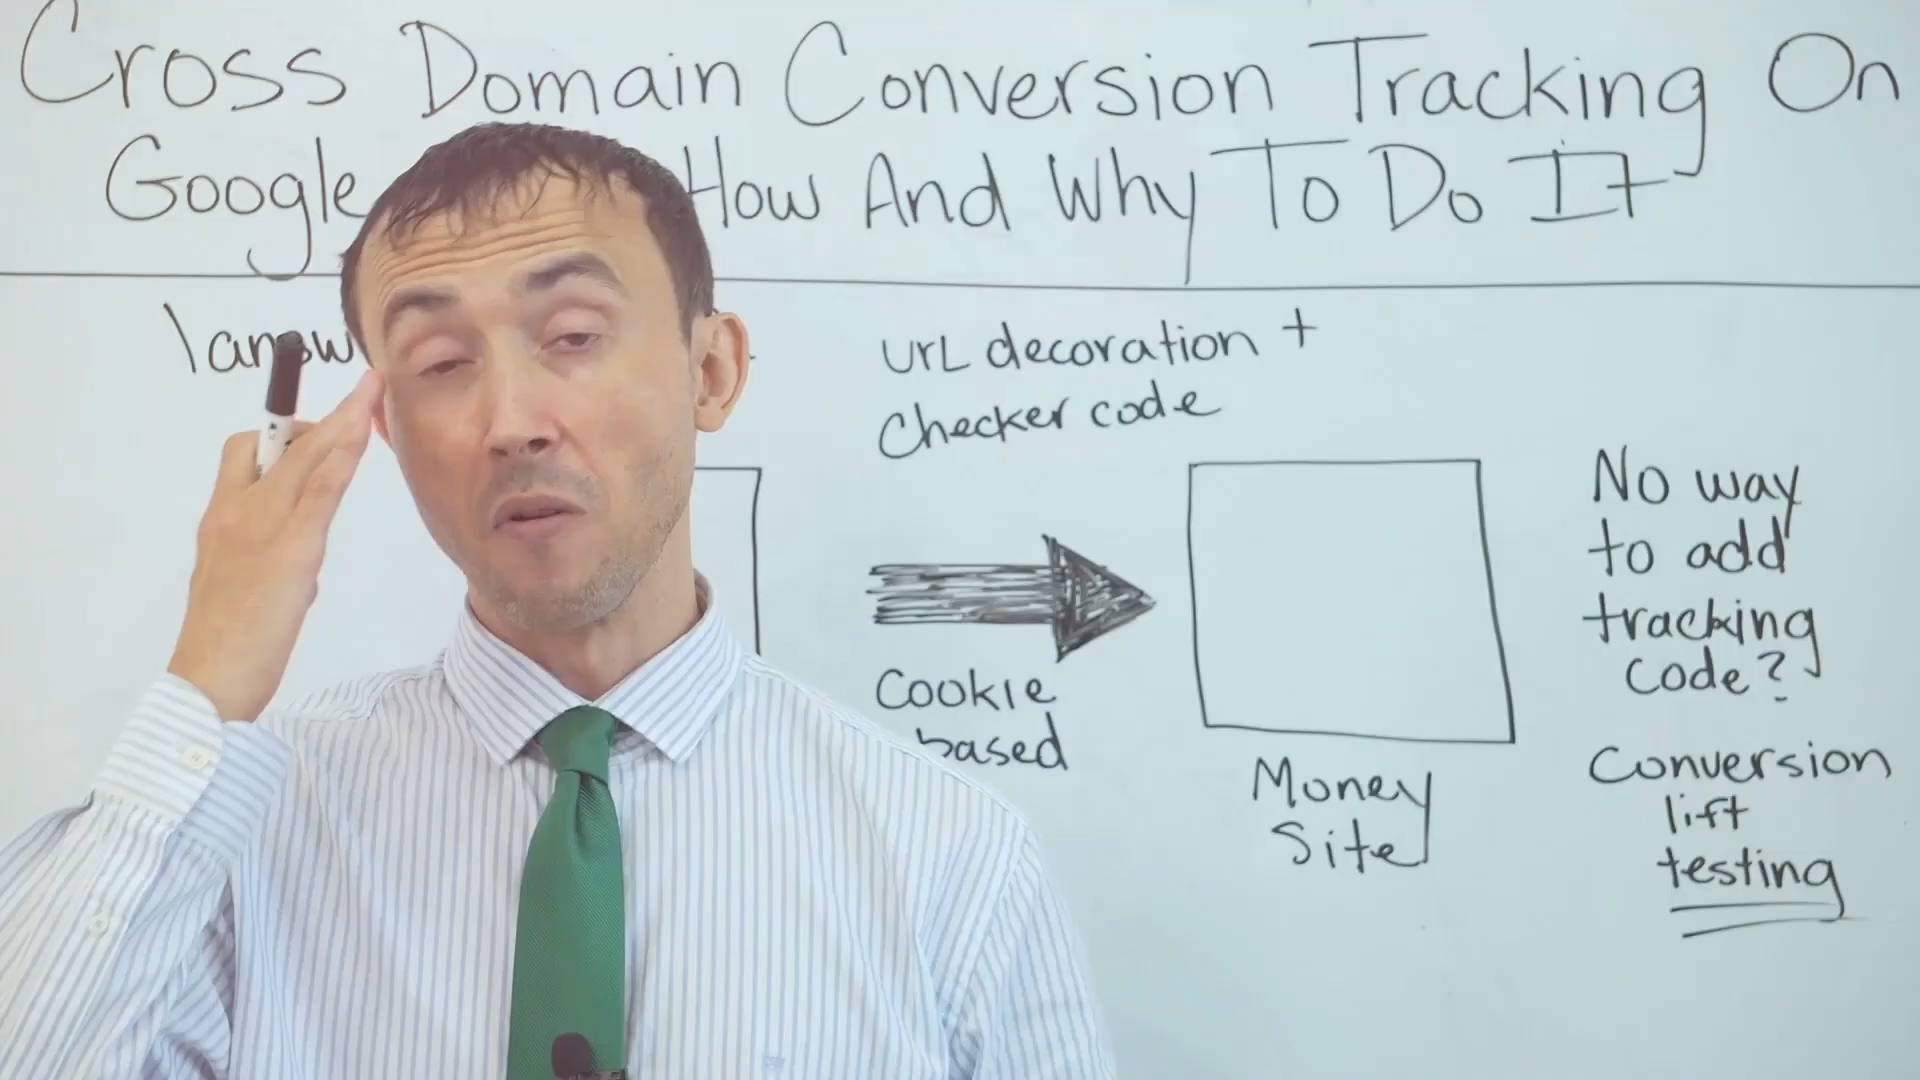 Cross Domain Conversion Tracking On
Google How And Why To Do It
url decoration +
checker code
No way
to add
tracking
code?
Cookie
based
Money
Site
Conversion
lift
testing